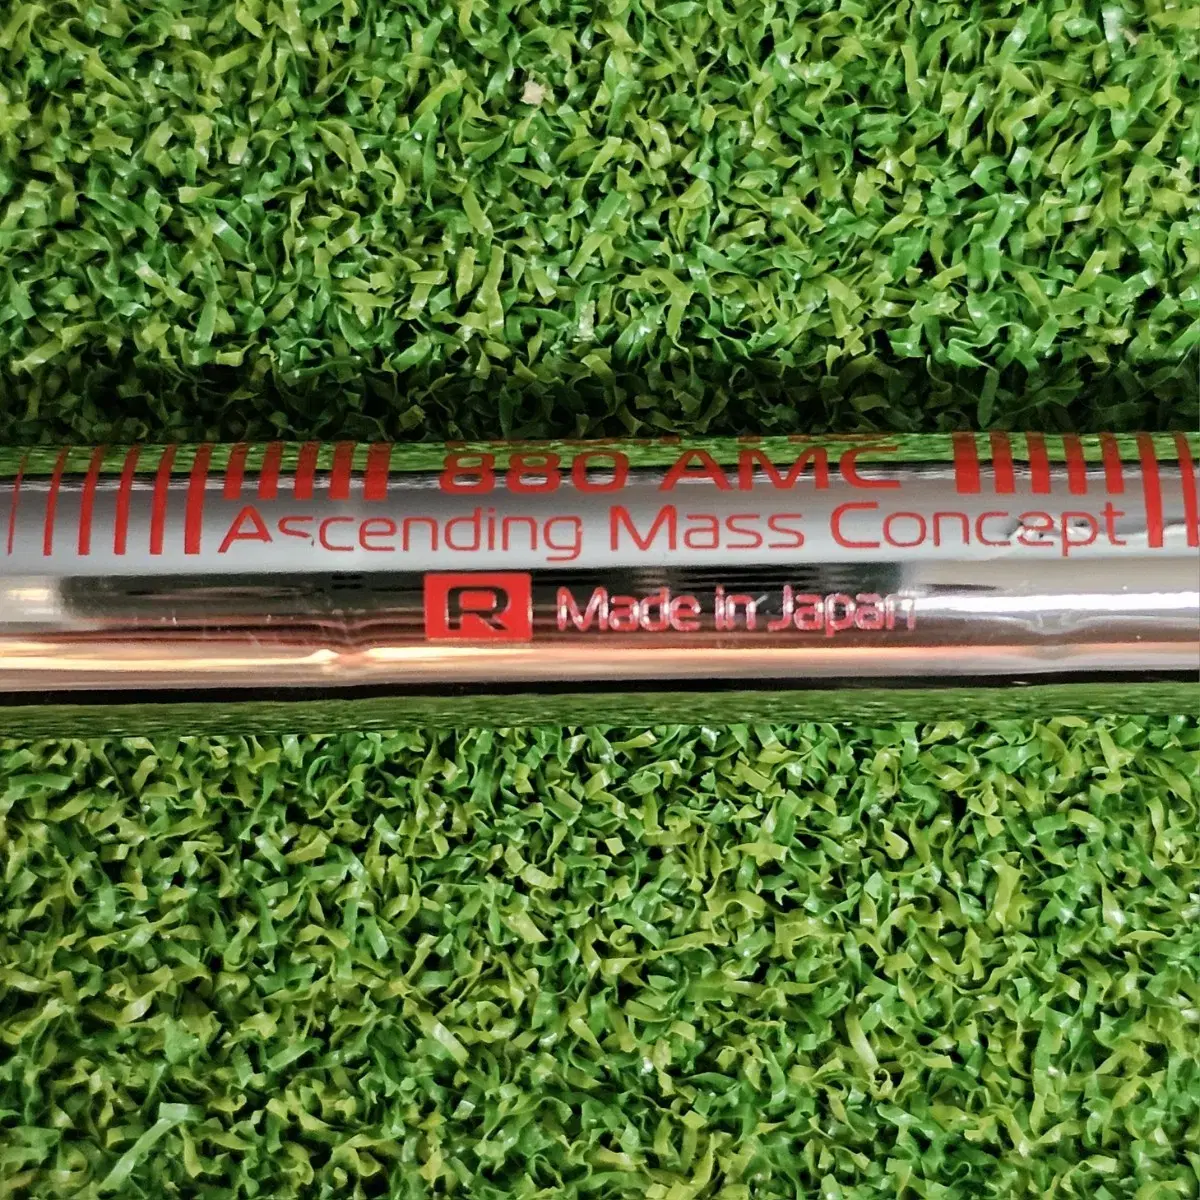 880 AMC
Ascending Mass Concept
R Made in Japan